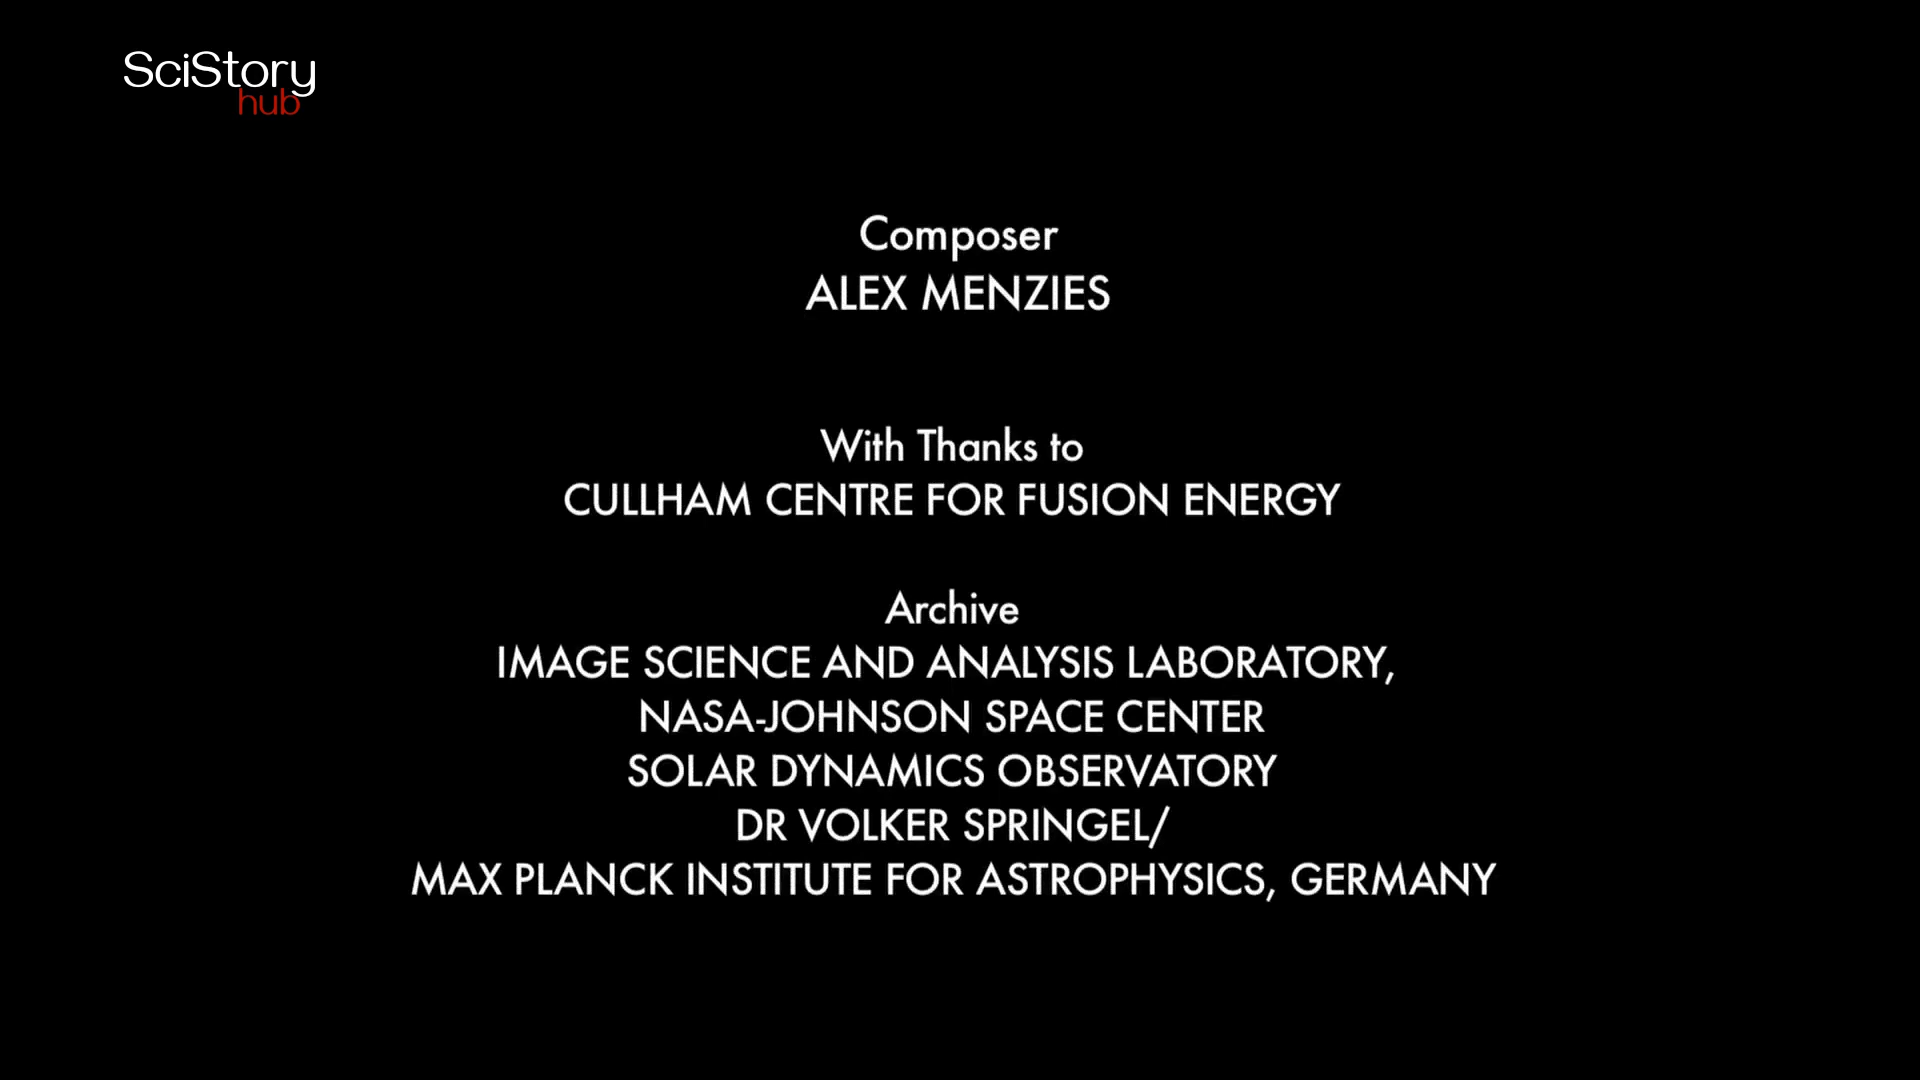 SciStory
hub
Composer
ALEX MENZIES
With Thanks to
CULLHAM CENTRE FOR FUSION ENERGY
Archive
IMAGE SCIENCE AND ANALYSIS LABORATORY,
NASA-JOHNSON SPACE CENTER
SOLAR DYNAMICS OBSERVATORY
DR VOLKER SPRINGEL/
MAX PLANCK INSTITUTE FOR ASTROPHYSICS, GERMANY